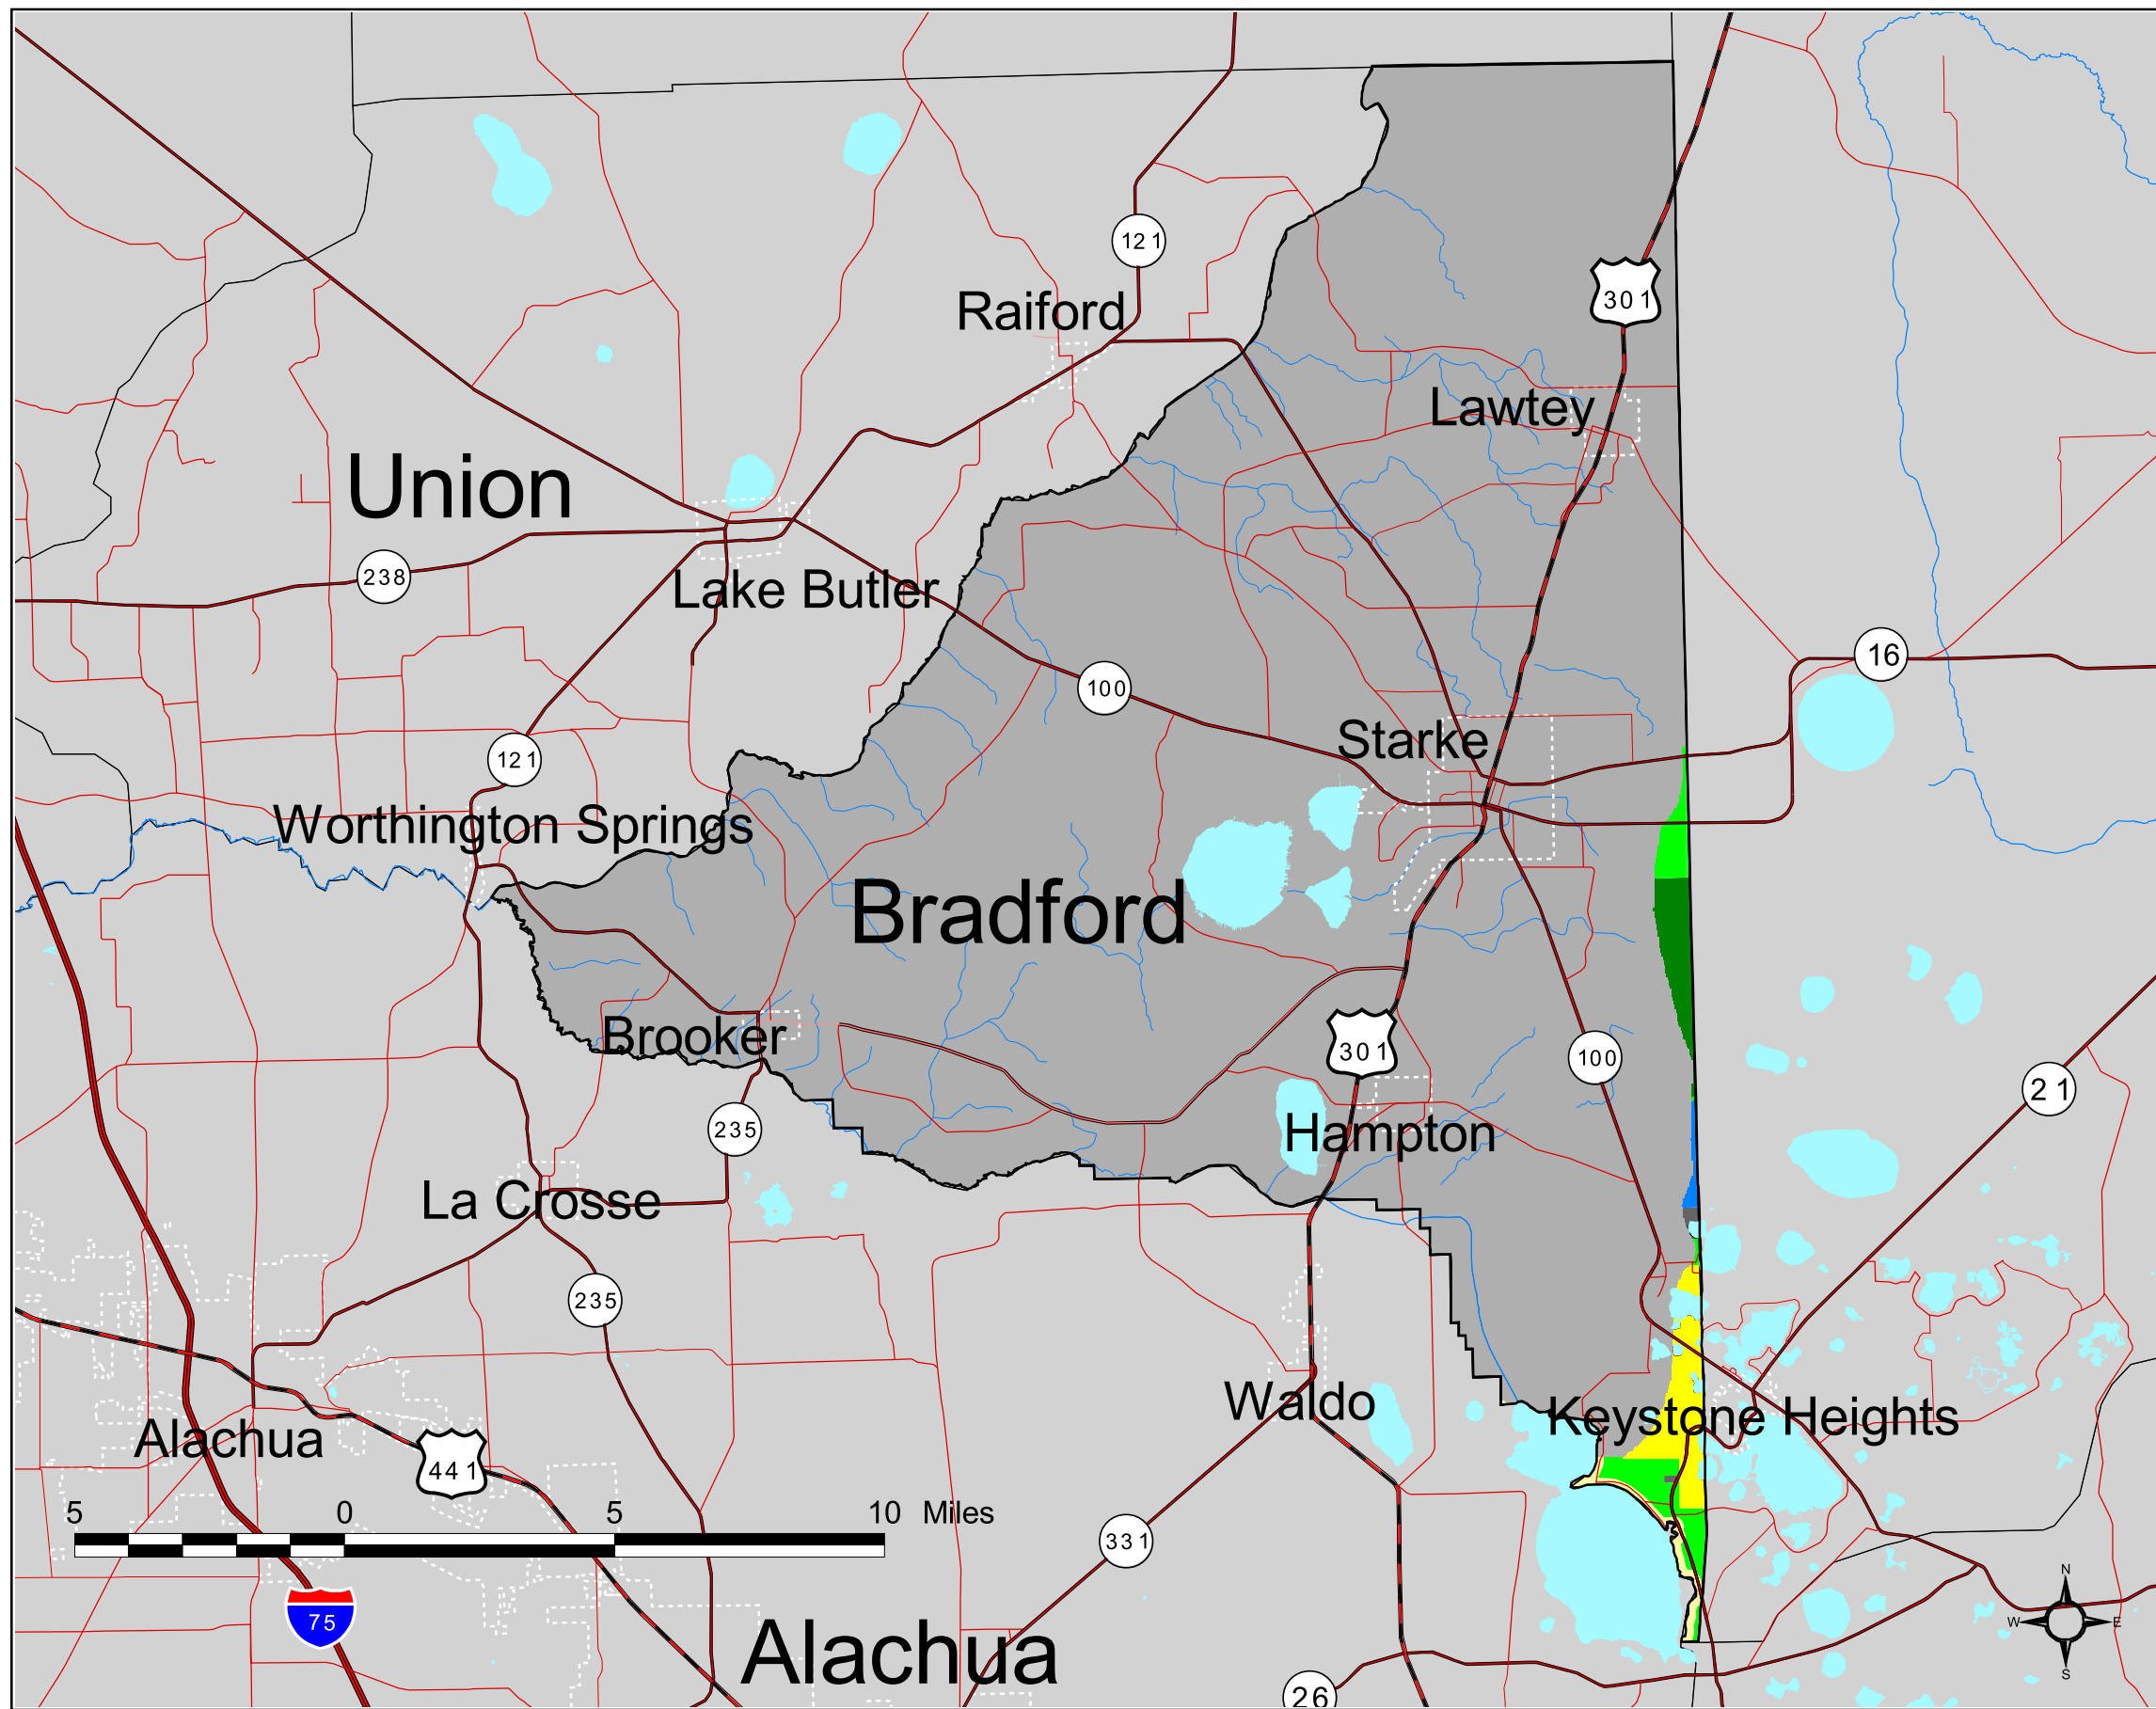 121
Raiford
301
Lawtey
Union
238
Lake Butler
16
100
Starke
121
Worthington Springs
Bradford
Brooker
301
100
21
235
Hampton
La Crosse
235
Waldo
Keystone Heights
Alachua
441
5 0 5 10 Miles
331
75
N
W E
S
Alachua
26